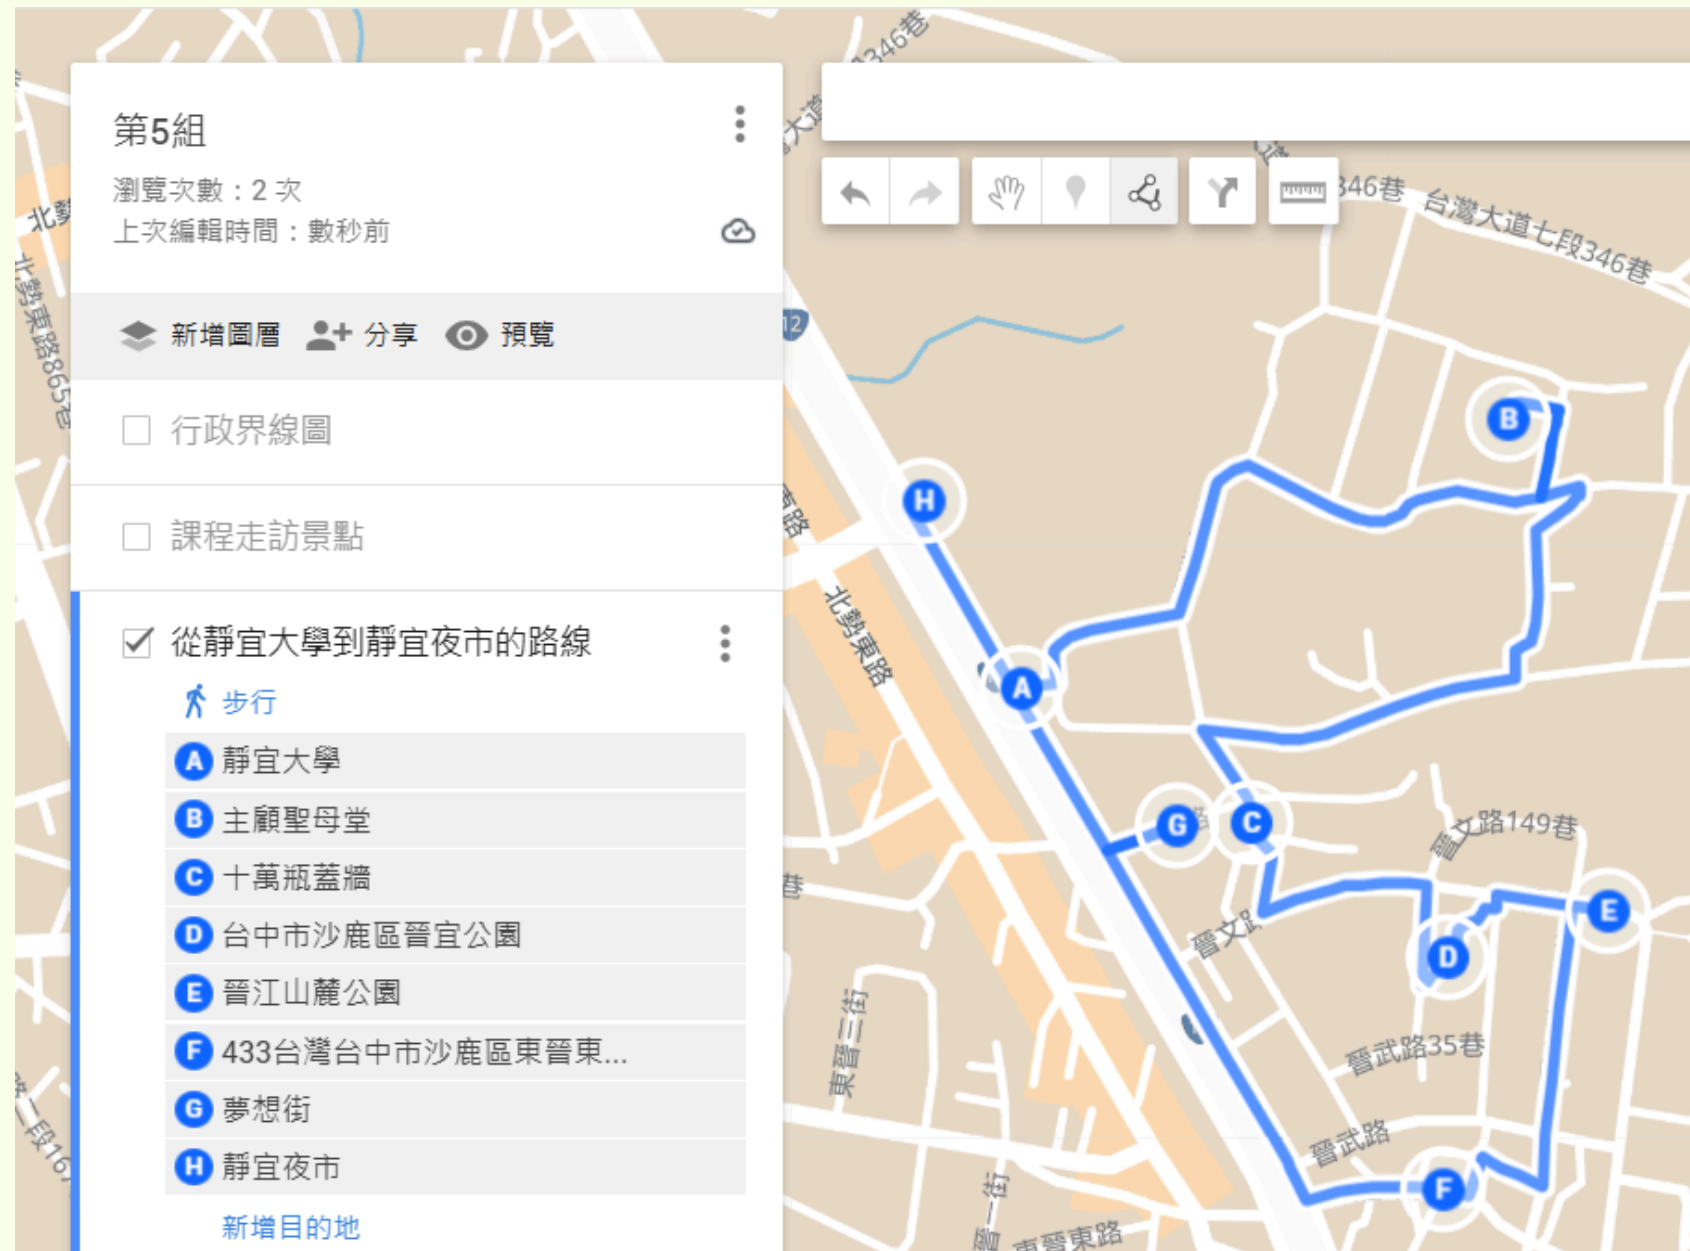 第5組
瀏覽次數：2 次
上次編輯時間：數秒前
新增圖層 分享 預覽
行政界線圖
課程走訪景點
從靜宜大學到靜宜夜市的路線
步行
A 靜宜大學
B 主顧聖母堂
C 十萬瓶蓋牆
D 台中市沙鹿區晉宜公園
E 晉江山麓公園
F 433台灣台中市沙鹿區東晉東...
G 夢想街
H 靜宜夜市
新增目的地
346巷
346巷
台灣大道七段346巷
12
北勢東路865巷
北勢東路
B
H
A
G
C
晉文路149巷
E
晉文路
D
東晉三街
晉武路35巷
晉武路
F
東晉東路